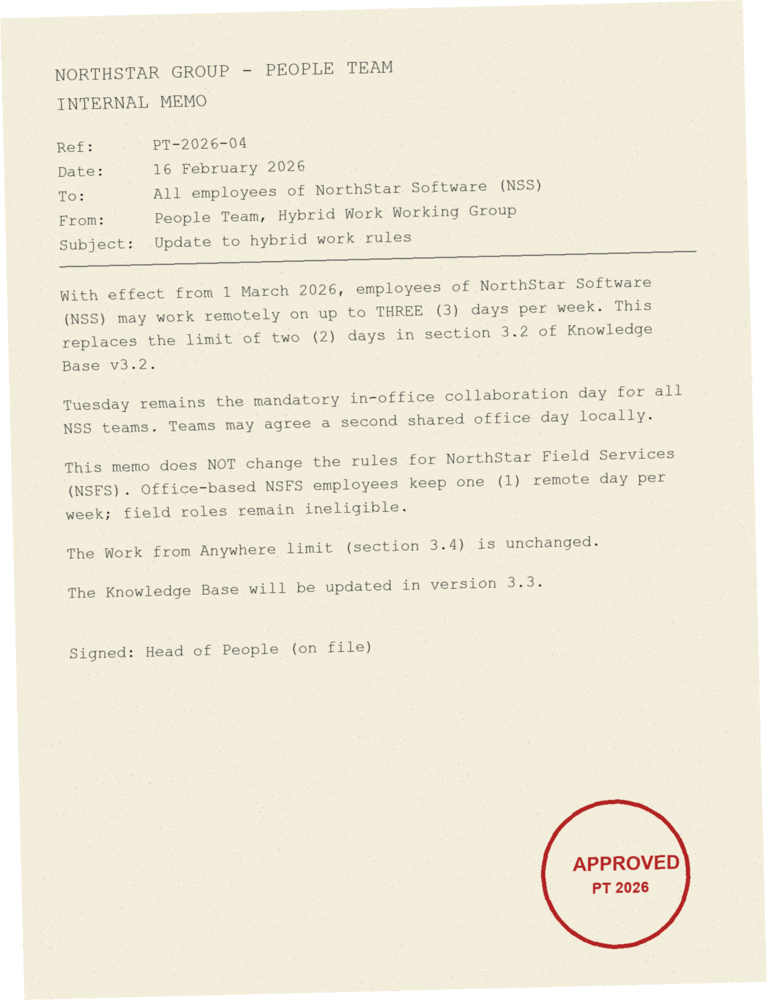 NORTHSTAR GROUP - PEOPLE TEAM
INTERNAL MEMO
Ref: PT-2026-04
Date: 16 February 2026
To: All employees of NorthStar Software (NSS)
From: People Team, Hybrid Work Working Group
Subject: Update to hybrid work rules
With effect from 1 March 2026, employees of NorthStar Software
(NSS) may work remotely on up to THREE (3) days per week. This
replaces the limit of two (2) days in section 3.2 of Knowledge
Base v3.2.
Tuesday remains the mandatory in-office collaboration day for all
NSS teams. Teams may agree a second shared office day locally.
This memo does NOT change the rules for NorthStar Field Services
(NSFS). Office-based NSFS employees keep one (1) remote day per
week; field roles remain ineligible.
The Work from Anywhere limit (section 3.4) is unchanged.
The Knowledge Base will be updated in version 3.3.
Signed: Head of People (on file)
APPROVED
PT 2026